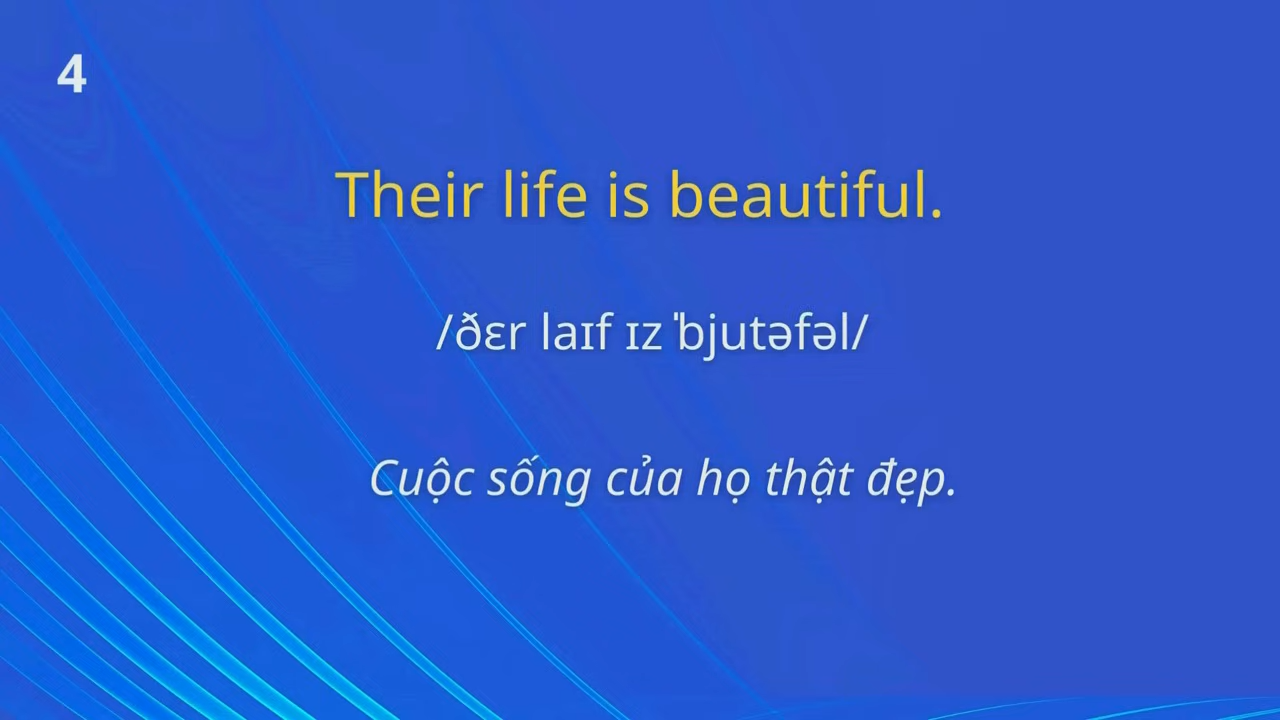 4
Their life is beautiful.
/ðɛr laɪf ɪz ˈbjutəfəl/
Cuộc sống của họ thật đẹp.